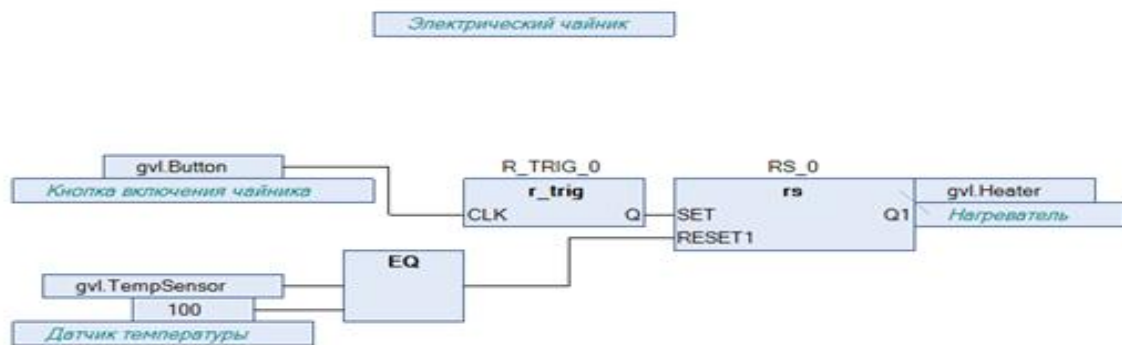 Электрический чайник
gvl.Button
Кнопка включения чайника
R_TRIG_0
r_trig
CLK
Q
RS_0
rs
SET
RESET1
Q1
gvl.Heater
Нагреватель
EQ
gvl.TempSensor
100
Датчик температуры